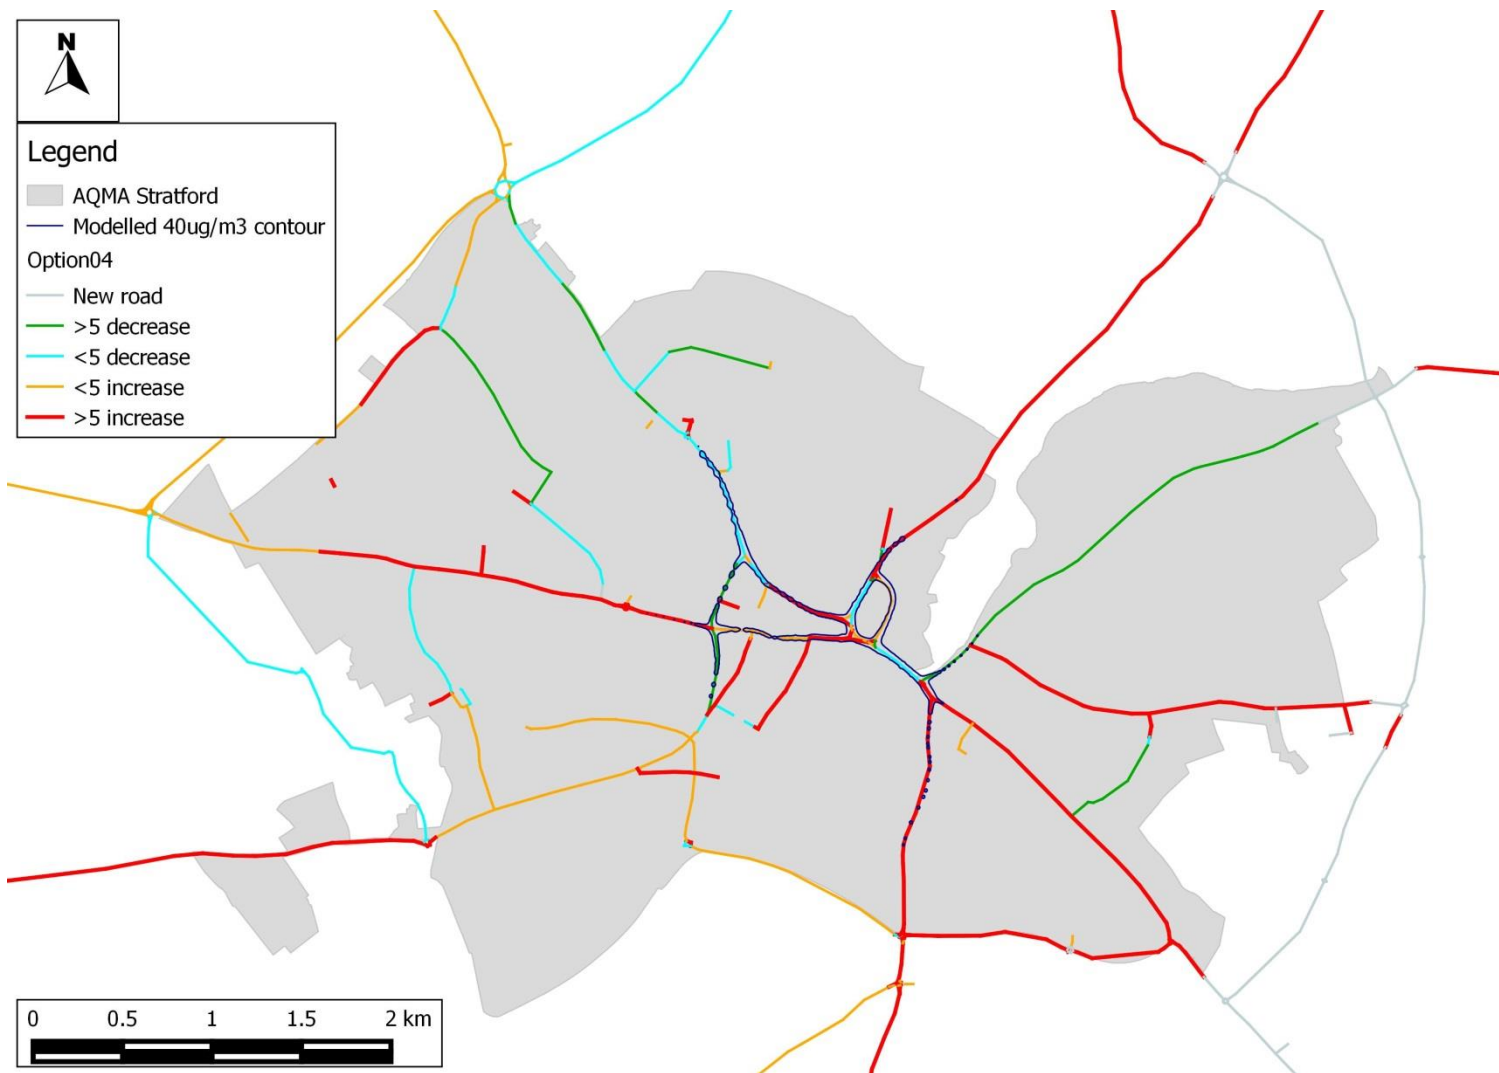 N
Legend
AQMA Stratford
Modelled 40ug/m3 contour
Option04
New road
>5 decrease
<5 decrease
<5 increase
>5 increase
0 0.5 1 1.5 2 km